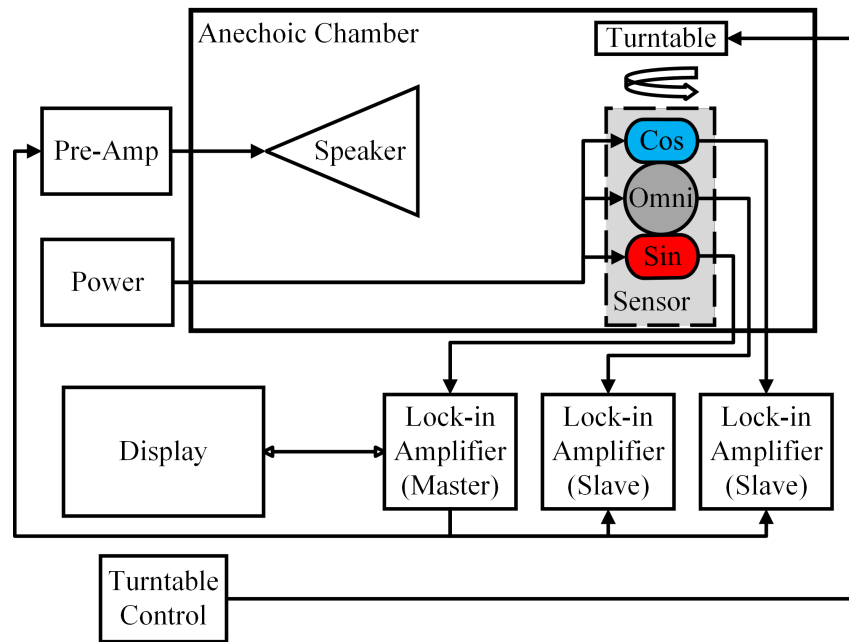 Anechoic Chamber
Turntable
Pre-Amp
Speaker
Cos
Omni
Sin
Power
Sensor
Display
Lock-in
Amplifier
(Master)
Lock-in
Amplifier
(Slave)
Lock-in
Amplifier
(Slave)
Turntable
Control